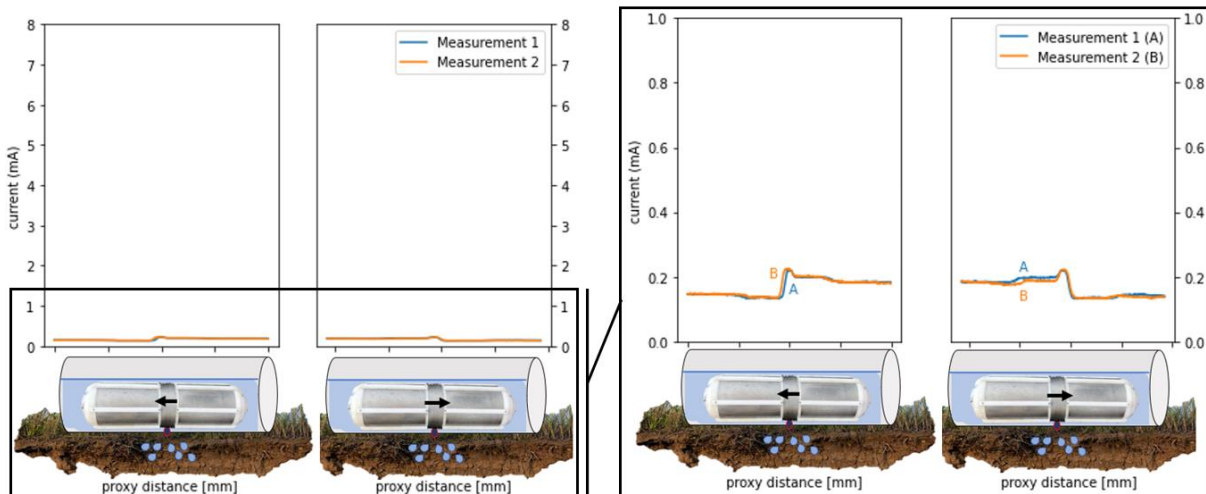 8
7
6
5
4
3
2
1
0
current (mA)
Measurement 1
Measurement 2
8
7
6
5
4
3
2
1
0
proxy distance [mm]
proxy distance [mm]
1.0
0.8
0.6
0.4
0.2
0.0
current (mA)
B
A
Measurement 1 (A)
Measurement 2 (B)
A
B
1.0
0.8
0.6
0.4
0.2
0.0
proxy distance [mm]
proxy distance [mm]